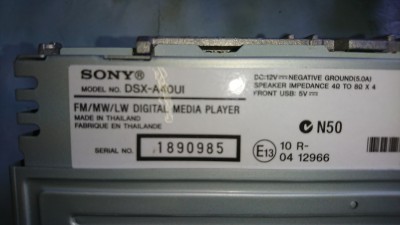 SONY®
MODEL NO. DSX-A40UI
FM/MW/LW DIGITAL MEDIA PLAYER
MADE IN THAILAND
FABRIQUE EN THAILANDE
SERIAL NO. 1890985
DC:12V NEGATIVE GROUND(5.0A)
SPEAKER IMPEDANCE 4Ω TO 8Ω X 4
FRONT USB: 5V
N50
E13 10 R-
04 12966